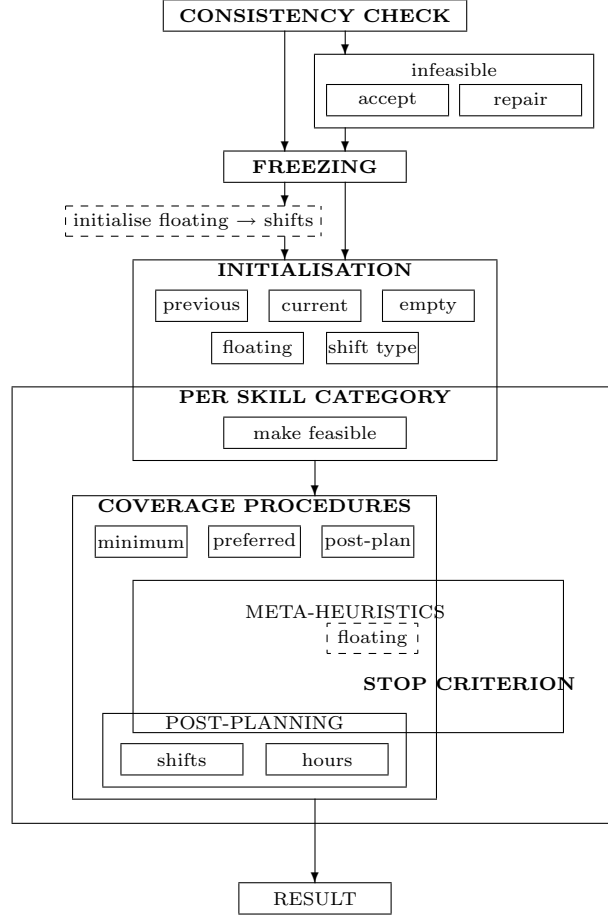 CONSISTENCY CHECK
infeasible
accept repair
FREEZING
initialise floating → shifts
INITIALISATION
previous current empty
floating shift type
PER SKILL CATEGORY
make feasible
COVERAGE PROCEDURES
minimum preferred post-plan
META-HEURISTICS
floating
STOP CRITERION
POST-PLANNING
shifts hours
RESULT